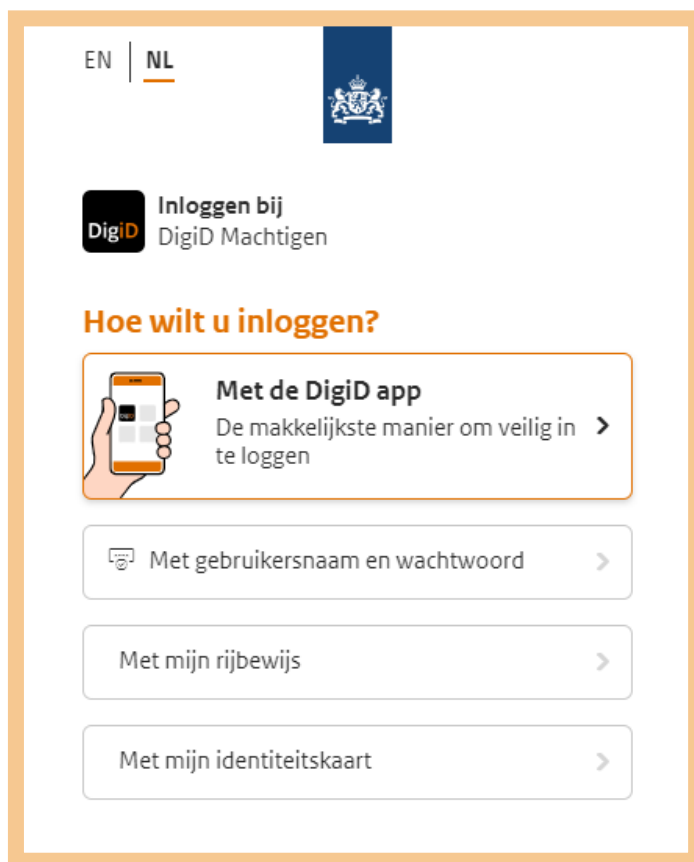 EN | NL
DigiD
Inloggen bij
DigiD Machtigen
Hoe wilt u inloggen?
Met de DigiD app
De makkelijkste manier om veilig in
te loggen
Met gebruikersnaam en wachtwoord
Met mijn rijbewijs
Met mijn identiteitskaart